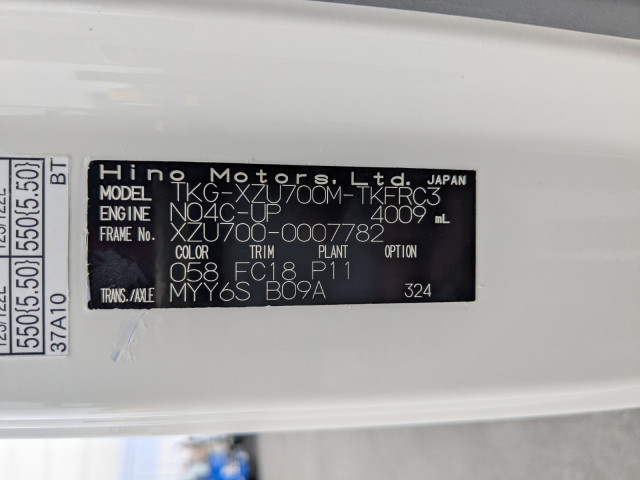 Hino Motors, Ltd. JAPAN
MODEL TKG-XZU700M-TKFRC3
ENGINE N04C-UP 4009 mL
FRAME No. XZU700-0007782
COLOR TRIM PLANT OPTION
058 FC18 P11
TRANS./AXLE MYY6S B09A 324
550{5.50} 550{5.50}
37A10 BT